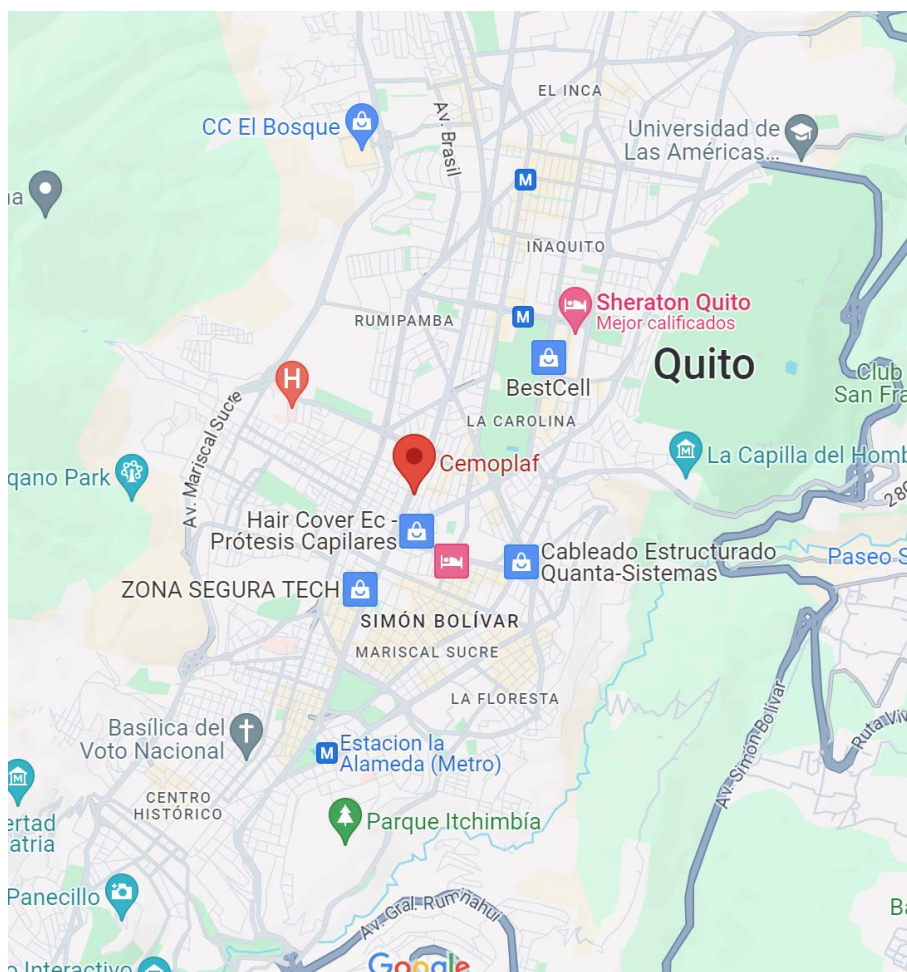 EL INCA
CC El Bosque
Av. Brasil
Universidad de
Las Américas...
M
na
IÑAQUITO
Sheraton Quito
Mejor calificados
RUMIPAMBA
M
Quito
BestCell
H
Club
San Fra
Av. Mariscal Sucre
LA CAROLINA
Cemoplaf
La Capilla del Homb
qano Park
280
Hair Cover Ec -
Prótesis Capilares
Cableado Estructurado
Quanta-Sistemas
Paseo S
ZONA SEGURA TECH
SIMÓN BOLÍVAR
MARISCAL SUCRE
LA FLORESTA
Av. Simón Bolívar
Ruta Viv
Basílica del
Voto Nacional
M
Estacion la
Alameda (Metro)
CENTRO
HISTÓRICO
ertad
atria
Parque Itchimbía
Panecillo
Av. Gral. Rumiñahui
Ba
o Interactivo
Google